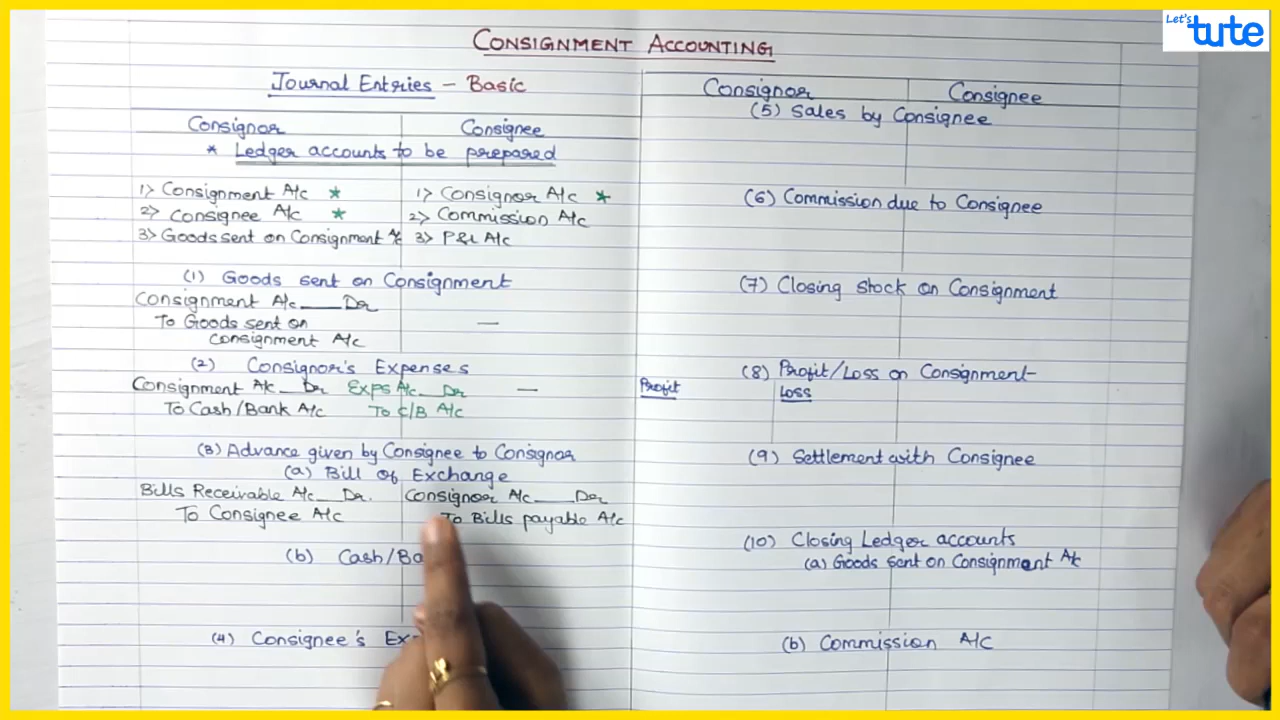 Let's
tute
CONSIGNMENT ACCOUNTING
Journal Entries - Basic
Consignor Consignee
* Ledger accounts to be prepared
1> Consignment A/c * 1> Consignor A/c *
2> Consignee A/c * 2> Commission A/c
3> Goods sent on Consignment A/c 3> P&L A/c
(1) Goods sent on Consignment
Consignment A/c ___ Dr
To Goods sent on —
consignment A/c
(2) Consignor's Expenses
Consignment A/c __ Dr Exps A/c __ Dr —
To Cash/Bank A/c To C/B A/c
(3) Advance given by Consignee to Consignor
(a) Bill of Exchange
Bills Receivable A/c __ Dr. Consignor A/c ___ Dr
To Consignee A/c To Bills payable A/c
(b) Cash/Ba
(4) Consignee's Ex
Consignor Consignee
(5) Sales by Consignee
(6) Commission due to Consignee
(7) Closing stock on Consignment
(8) Profit/Loss on Consignment
Profit Loss
(9) Settlement with Consignee
(10) Closing Ledger accounts
(a) Goods sent on Consignment A/c
(b) Commission A/c